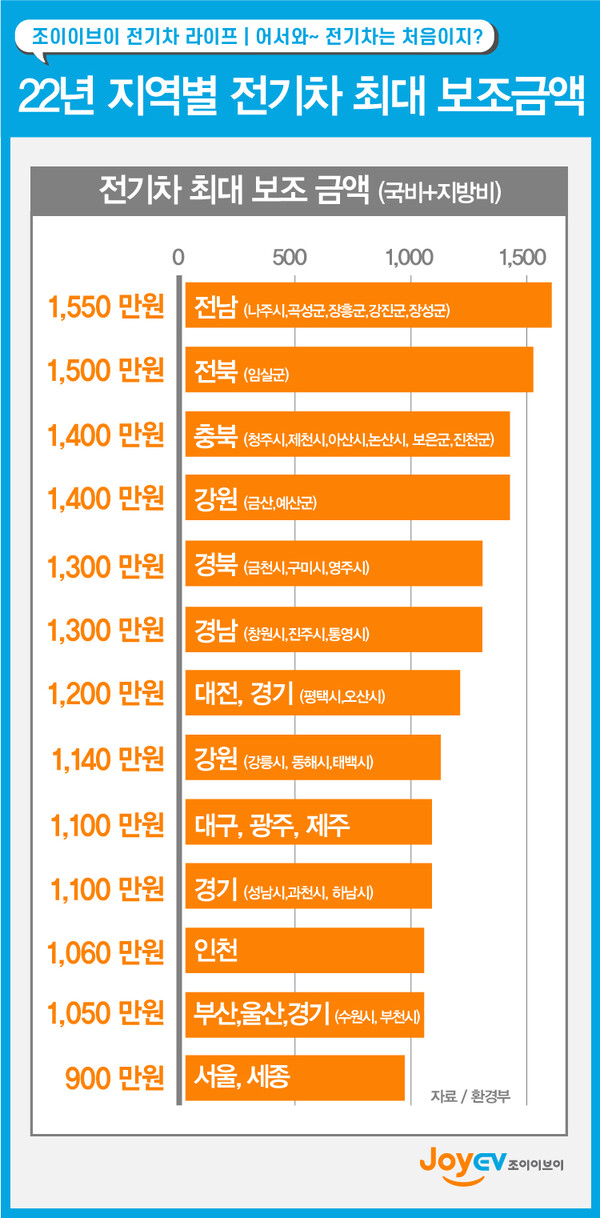 조이이브이 전기차 라이프 | 어서와~ 전기차는 처음이지?
22년 지역별 전기차 최대 보조금액
전기차 최대 보조 금액 (국비+지방비)
0 500 1,000 1,500
1,550 만원 전남 (나주시,곡성군,장흥군,강진군,장성군)
1,500 만원 전북 (임실군)
1,400 만원 충북 (청주시,제천시,아산시,논산시, 보은군,진천군)
1,400 만원 강원 (금산,예산군)
1,300 만원 경북 (금천시,구미시,영주시)
1,300 만원 경남 (창원시,진주시,통영시)
1,200 만원 대전, 경기 (평택시,오산시)
1,140 만원 강원 (강릉시, 동해시,태백시)
1,100 만원 대구, 광주, 제주
1,100 만원 경기 (성남시,과천시, 하남시)
1,060 만원 인천
1,050 만원 부산,울산,경기 (수원시, 부천시)
900 만원 서울, 세종
자료 / 환경부
JoyEV 조이이브이